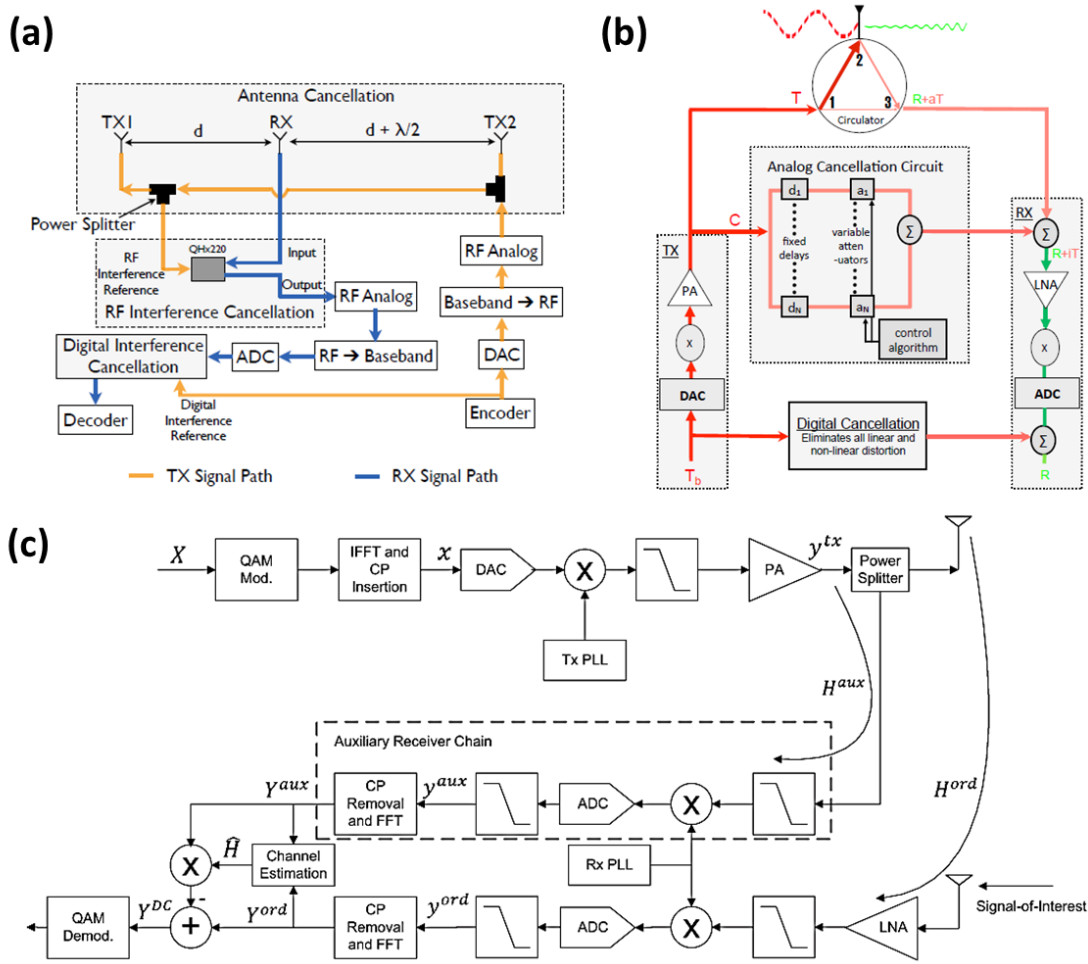 (a)
Antenna Cancellation
TX1
RX
TX2
d
d + λ/2
Power Splitter
RF
Interference
Reference
QHx220
Input
Output
RF Interference Cancellation
RF Analog
RF Analog
Baseband → RF
DAC
Encoder
RF → Baseband
ADC
Digital Interference
Cancellation
Digital
Interference
Reference
Decoder
TX Signal Path
RX Signal Path
(b)
T
1
2
3
Circulator
R+aT
Analog Cancellation Circuit
d1
a1
fixed
delays
variable
atten
-uators
Σ
dN
aN
control
algorithm
C
TX
PA
x
DAC
Tb
Digital Cancellation
Eliminates all linear and
non-linear distortion
RX
Σ
R+iT
LNA
x
ADC
Σ
R
(c)
X
QAM
Mod.
IFFT and
CP
Insertion
x
DAC
X
PA
y^tx
Power
Splitter
Tx PLL
H^aux
H^ord
Auxiliary Receiver Chain
Y^aux
CP
Removal
and FFT
y^aux
ADC
X
Rx PLL
X
Ĥ
Channel
Estimation
QAM
Demod.
Y^DC
-
+
Y^ord
CP
Removal
and FFT
y^ord
ADC
X
LNA
Signal-of-Interest